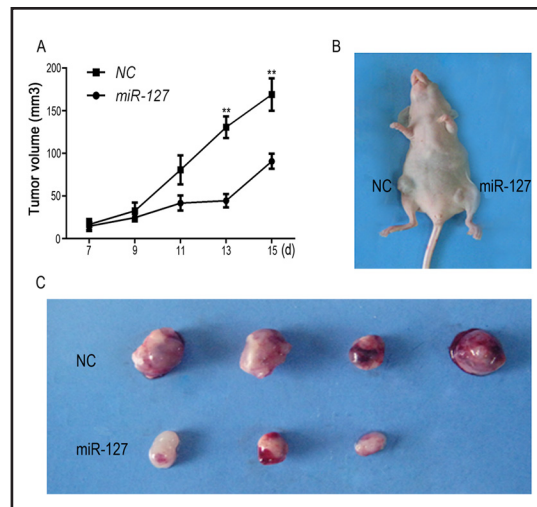 A
B
NC
miR-127
Tumor volume (mm3)
200
150
100
50
0
**
**
7 9 11 13 15 (d)
NC
miR-127
C
NC
miR-127